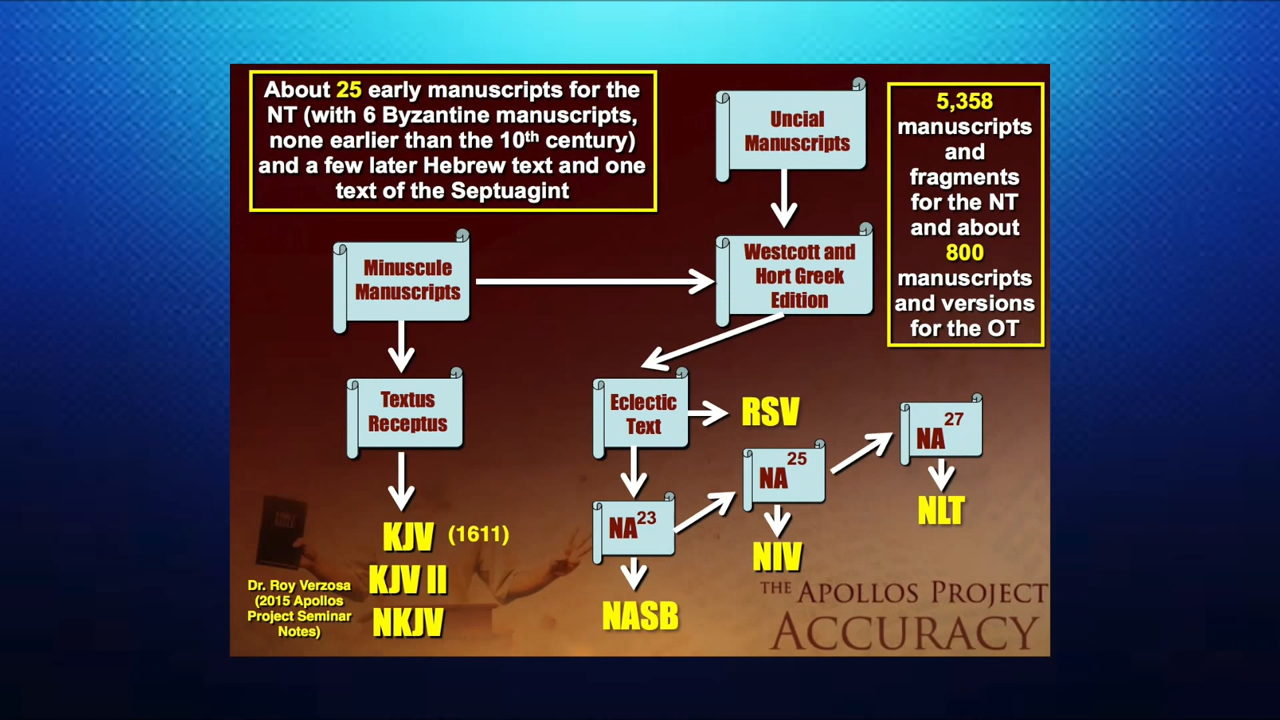 About 25 early manuscripts for the
NT (with 6 Byzantine manuscripts,
none earlier than the 10th century)
and a few later Hebrew text and one
text of the Septuagint
Uncial
Manuscripts
5,358
manuscripts
and
fragments
for the NT
and about
800
manuscripts
and versions
for the OT
Minuscule
Manuscripts
Westcott and
Hort Greek
Edition
Textus
Receptus
Eclectic
Text
RSV
NA27
NA25
NA23
NLT
KJV (1611)
KJV II
NKJV
NIV
NASB
Dr. Roy Verzosa
(2015 Apollos
Project Seminar
Notes)
THE APOLLOS PROJECT
ACCURACY